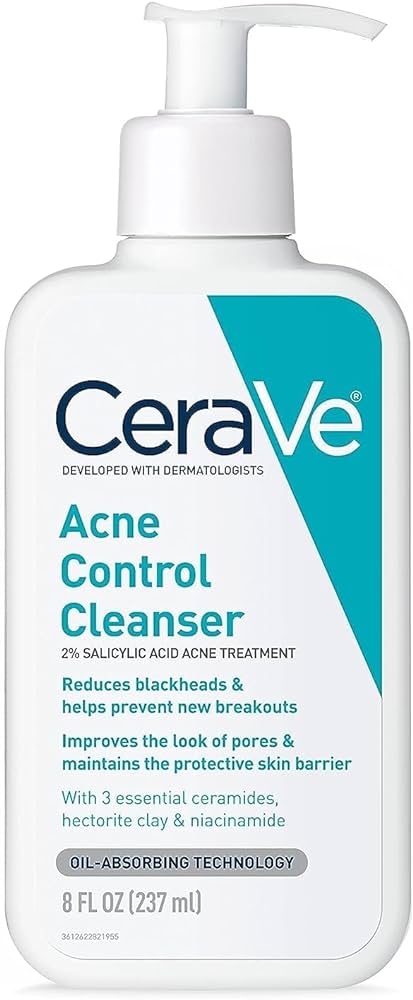 CeraVe®
DEVELOPED WITH DERMATOLOGISTS
Acne
Control
Cleanser
2% SALICYLIC ACID ACNE TREATMENT
Reduces blackheads &
helps prevent new breakouts
Improves the look of pores &
maintains the protective skin barrier
With 3 essential ceramides,
hectorite clay & niacinamide
OIL-ABSORBING TECHNOLOGY
8 FL OZ (237 ml)
3612622821955